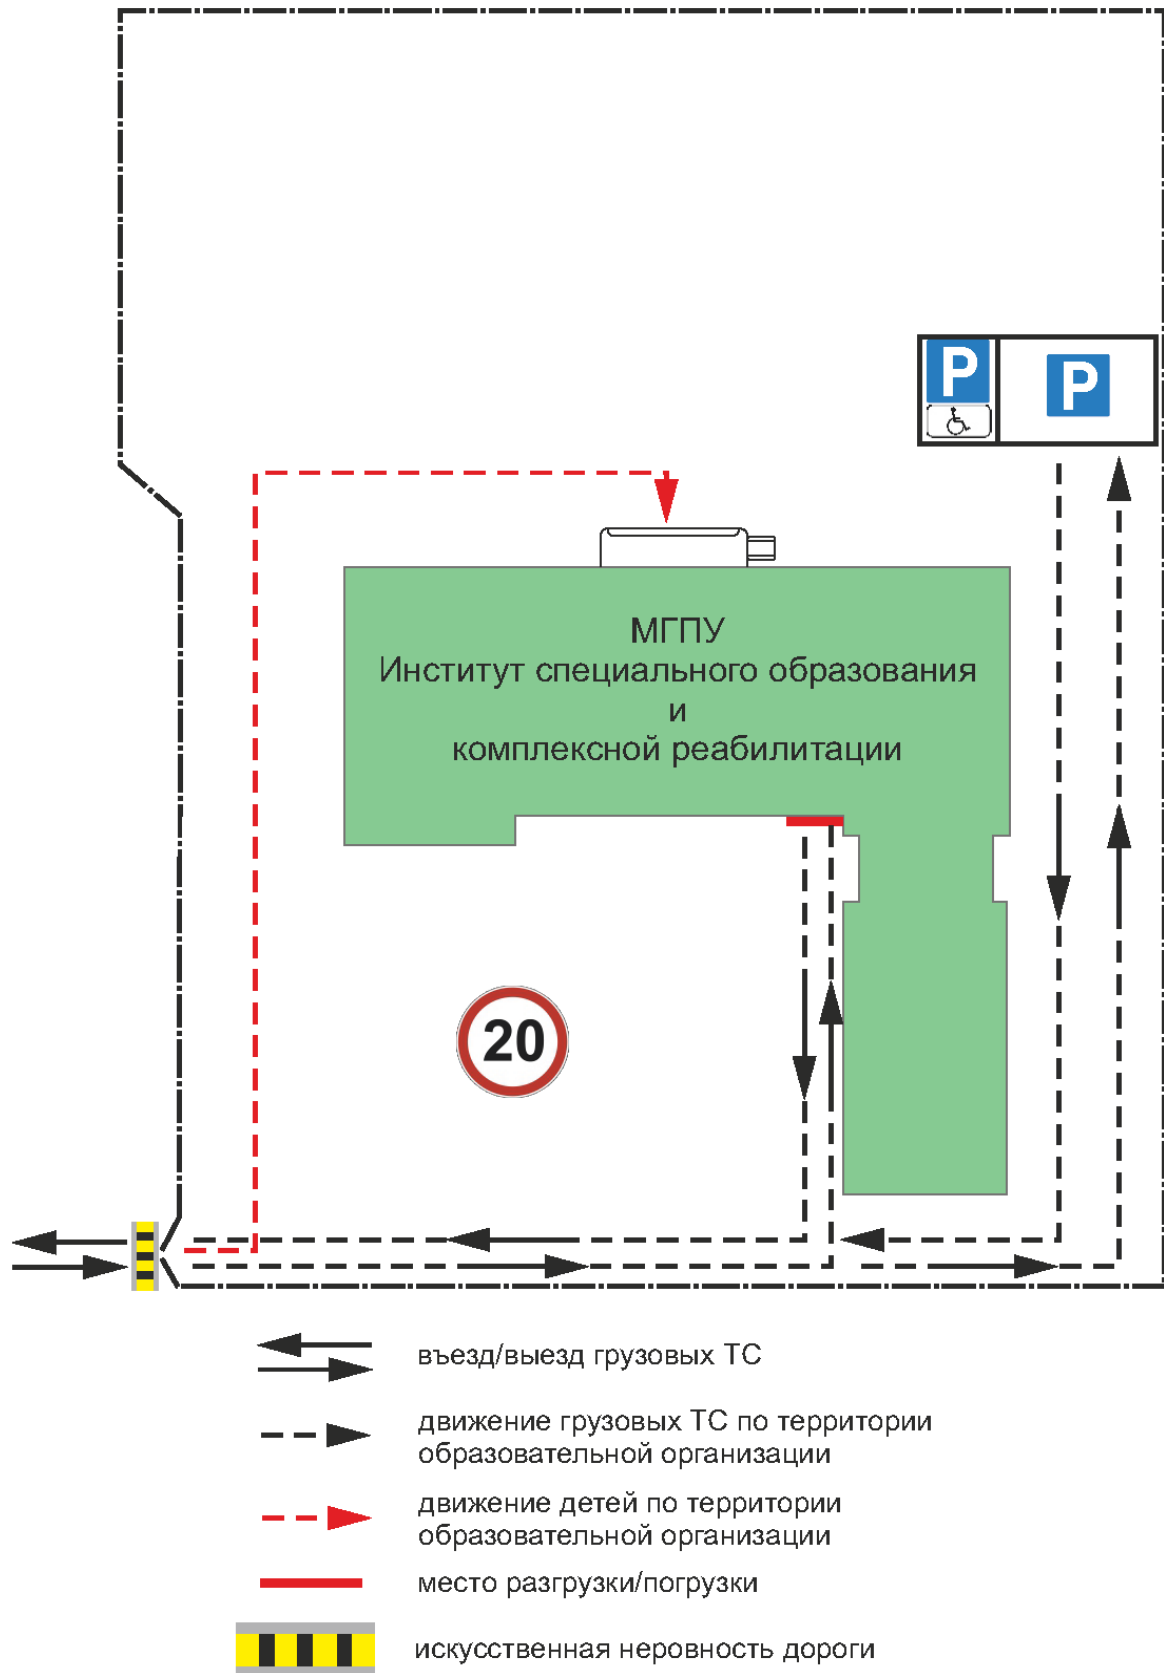 P
P
МГПУ
Институт специального образования
и
комплексной реабилитации
20
въезд/выезд грузовых ТС
движение грузовых ТС по территории
образовательной организации
движение детей по территории
образовательной организации
место разгрузки/погрузки
искусственная неровность дороги